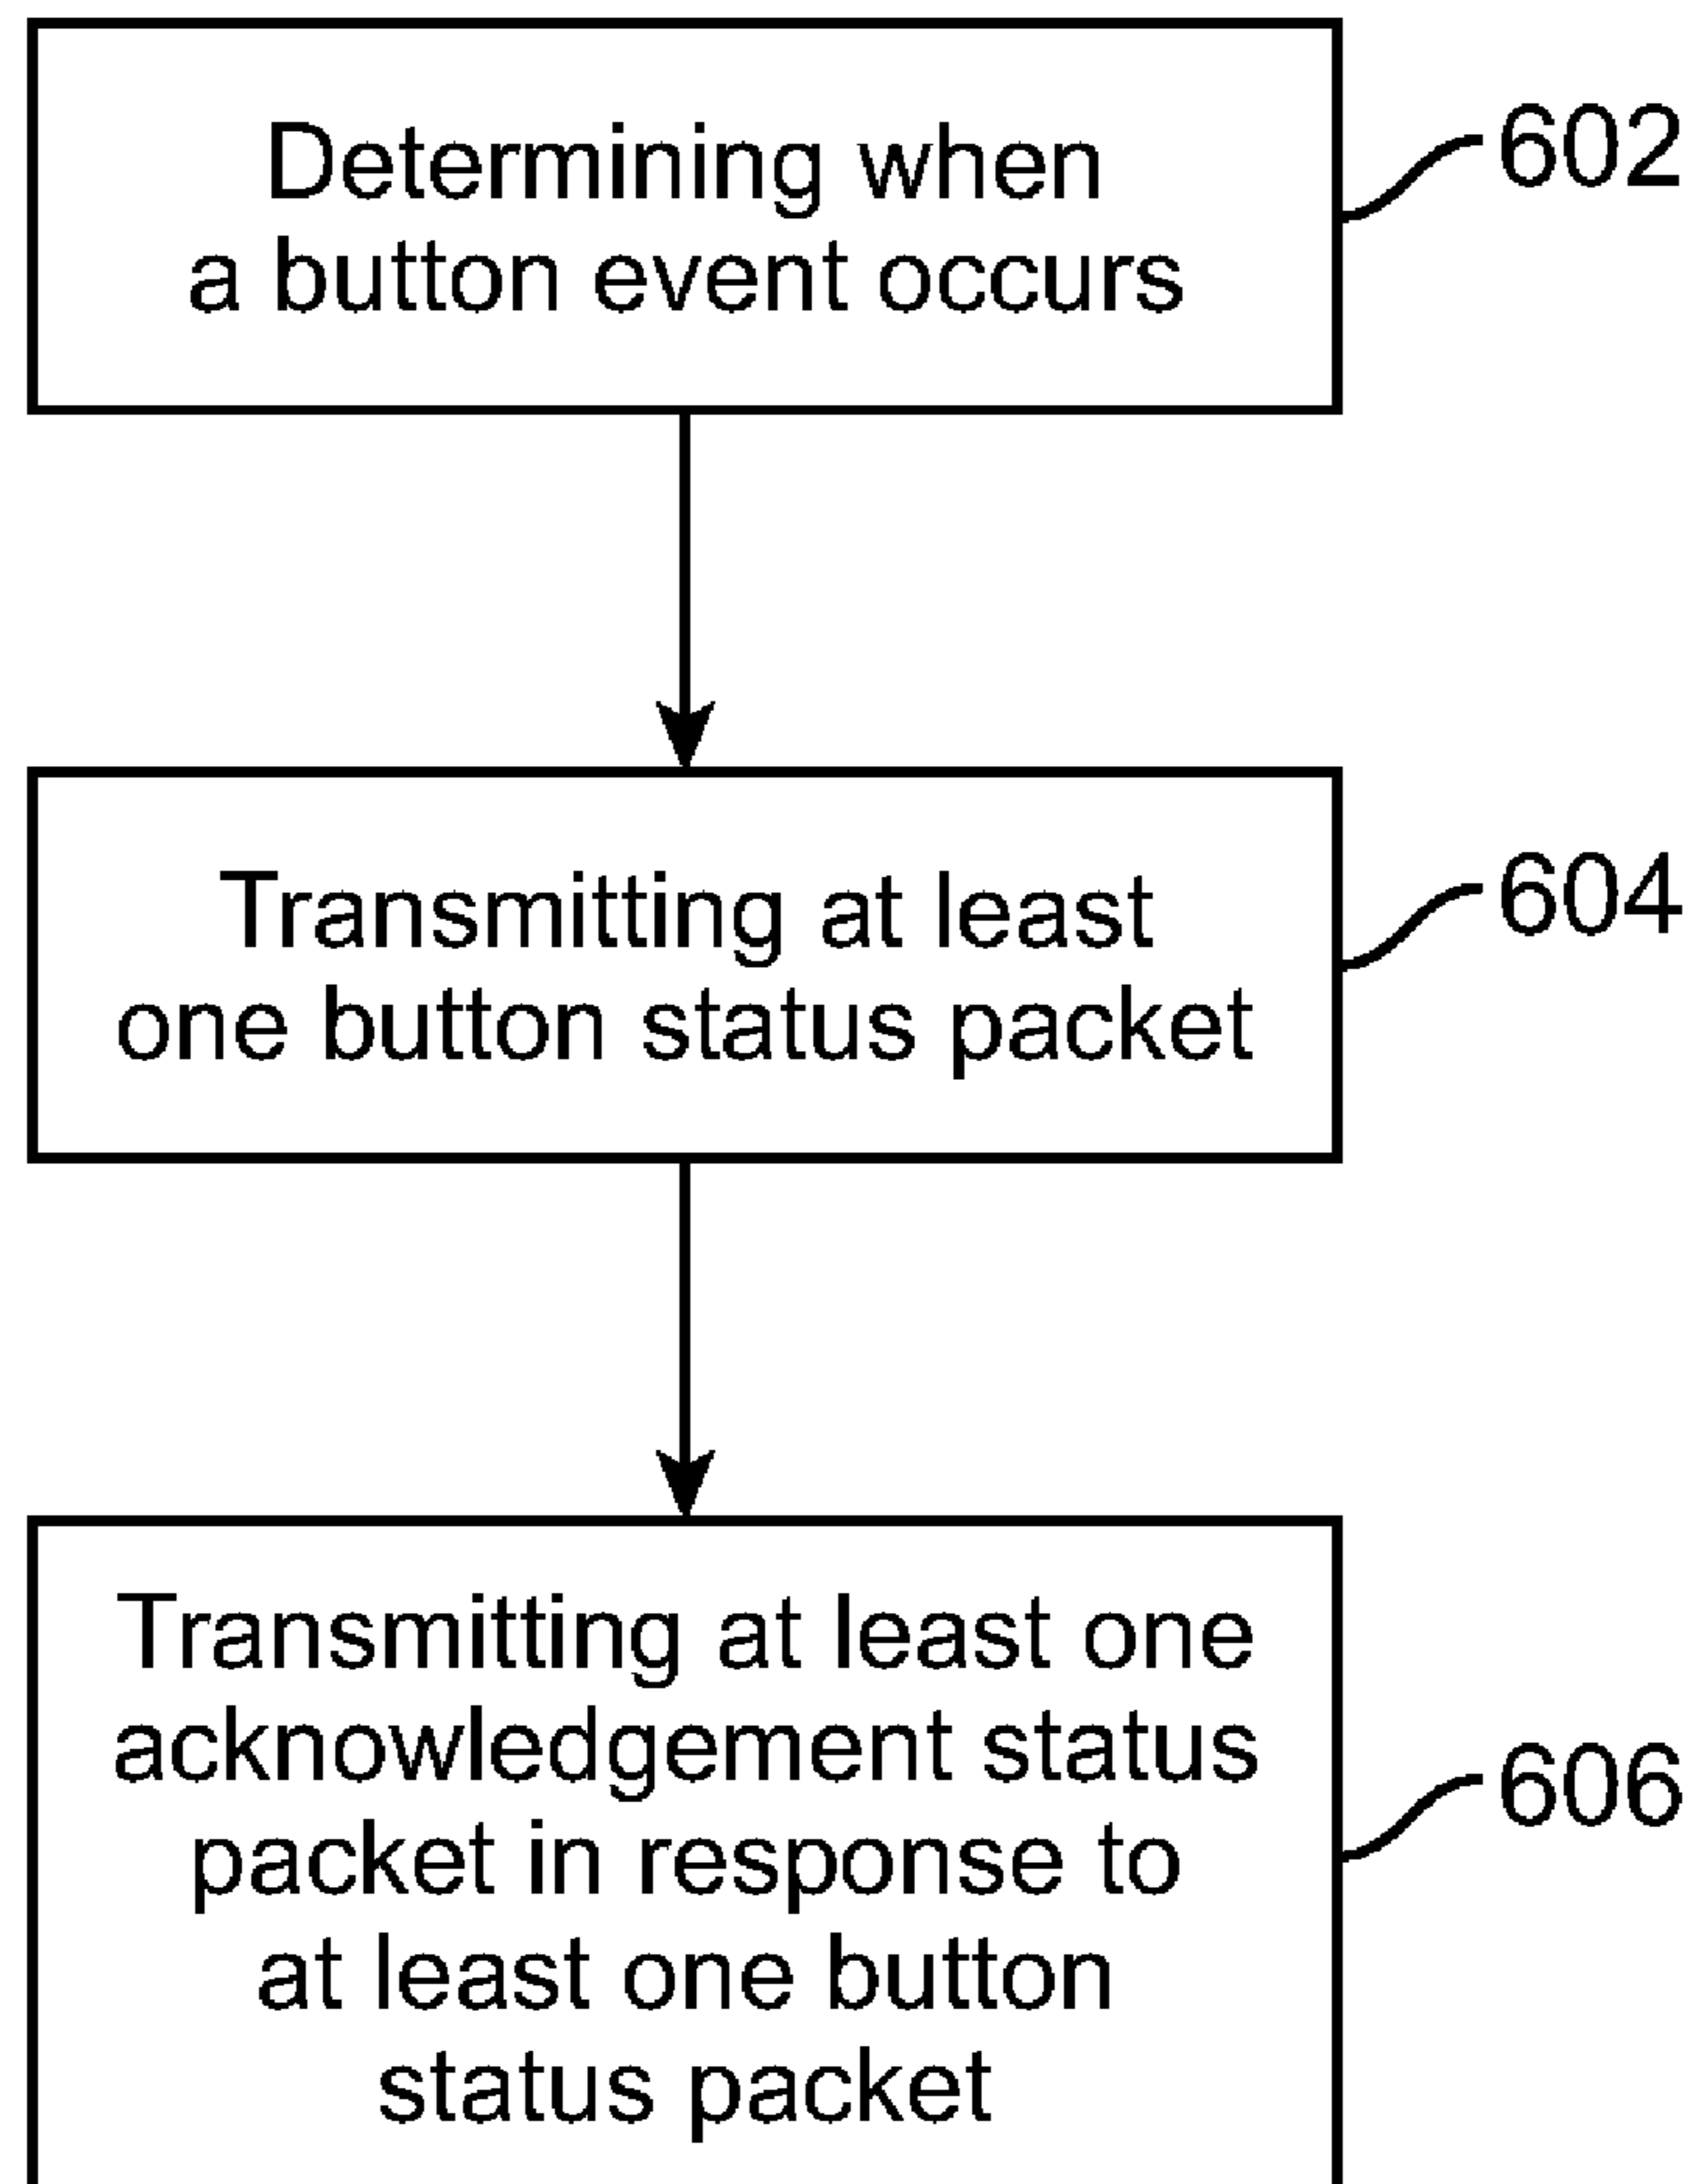 Determining when
a button event occurs
602
Transmitting at least
one button status packet
604
Transmitting at least one
acknowledgement status
packet in response to
at least one button
status packet
606